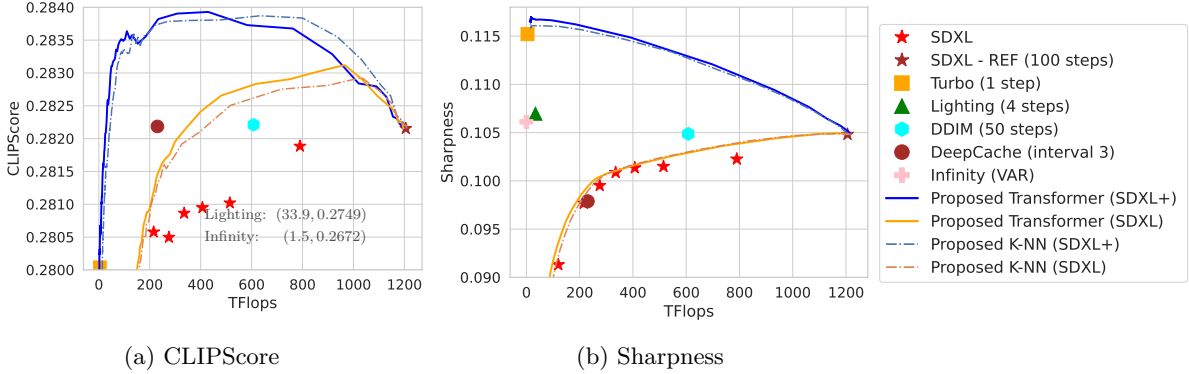 0.2840
0.2835
0.2830
0.2825
0.2820
0.2815
0.2810
0.2805
0.2800
CLIPScore
Lighting: (33.9, 0.2749)
Infinity: (1.5, 0.2672)
0 200 400 600 800 1000 1200
TFlops
(a) CLIPScore
0.115
0.110
0.105
0.100
0.095
0.090
Sharpness
0 200 400 600 800 1000 1200
TFlops
(b) Sharpness
SDXL
SDXL - REF (100 steps)
Turbo (1 step)
Lighting (4 steps)
DDIM (50 steps)
DeepCache (interval 3)
Infinity (VAR)
Proposed Transformer (SDXL+)
Proposed Transformer (SDXL)
Proposed K-NN (SDXL+)
Proposed K-NN (SDXL)